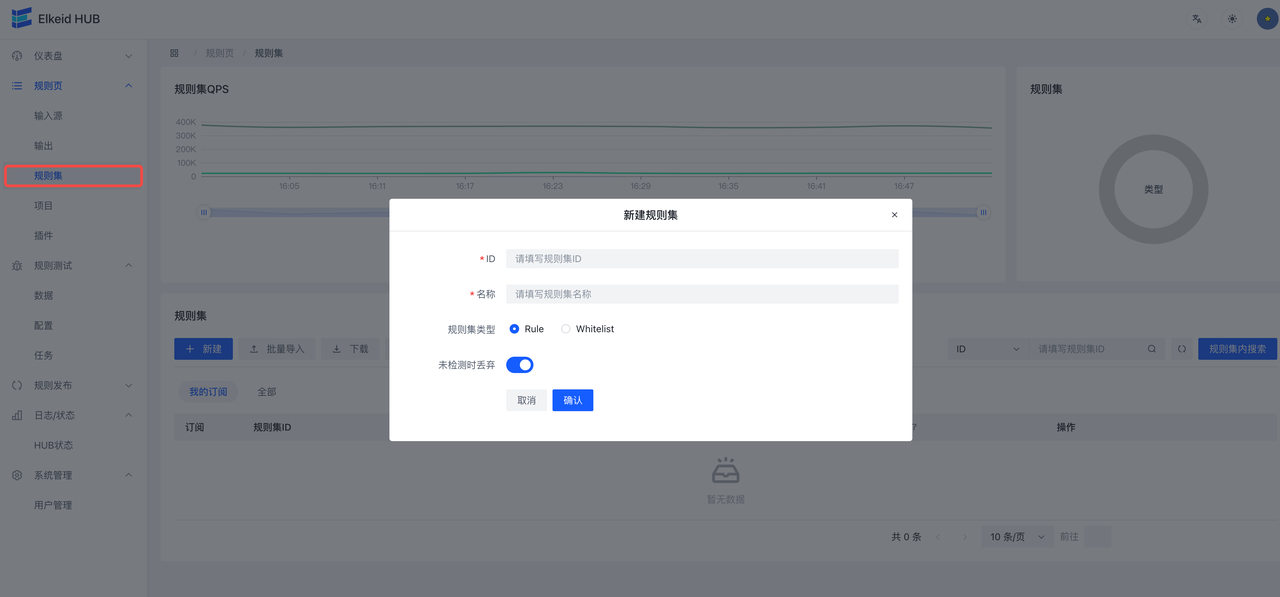 Elkeid HUB
仪表盘
规则页
输入源
输出
规则集
项目
插件
规则测试
数据
配置
任务
规则发布
日志/状态
HUB状态
系统管理
用户管理
/ 规则页 / 规则集
规则集QPS
400K
300K
200K
100K
0
16:05 16:11 16:17 16:23 16:29 16:35 16:41 16:47
规则集
类型
新建规则集
* ID 请填写规则集ID
* 名称 请填写规则集名称
规则集类型 Rule Whitelist
未检测时丢弃
取消 确认
规则集
新建 批量导入 下载 ID 请填写规则集ID 规则集内搜索
我的订阅 全部
订阅 规则集ID 操作
暂无数据
共 0 条 10 条/页 前往